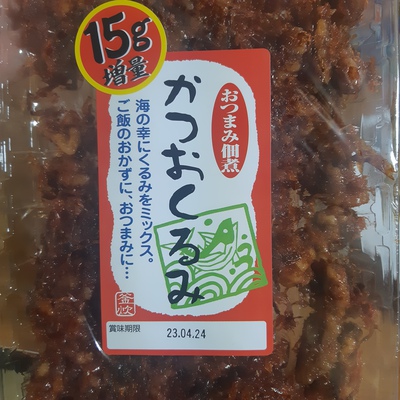 15g
増量
おつまみ佃煮
かつおくるみ
海の幸にくるみをミックス。
ご飯のおかずに、おつまみに…
賞味期限
23.04.24